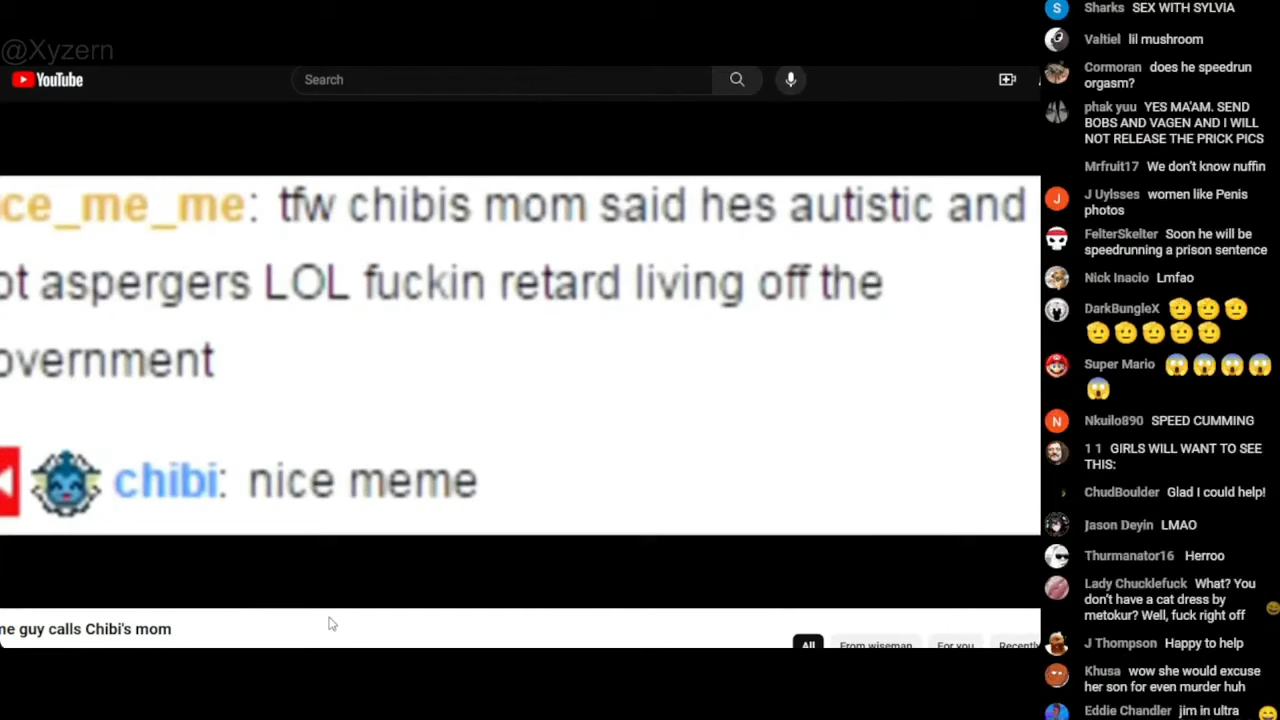 @Xyzern
YouTube
Search
ce_me_me: tfw chibis mom said hes autistic and
ot aspergers LOL fuckin retard living off the
overnment
chibi: nice meme
me guy calls Chibi's mom
All From wiseman For you Recently
Sharks SEX WITH SYLVIA
Valtiel lil mushroom
Cormoran does he speedrun
orgasm?
phak yuu YES MA'AM. SEND
BOBS AND VAGEN AND I WILL
NOT RELEASE THE PRICK PICS
Mrfruit17 We don't know nuffin
J Uylsses women like Penis
photos
FelterSkelter Soon he will be
speedrunning a prison sentence
Nick Inacio Lmfao
DarkBungleX 🫡🫡🫡
🫡🫡🫡🫡🫡
Super Mario 😱😱😱😱
😱
Nkuilo890 SPEED CUMMING
1 1 GIRLS WILL WANT TO SEE
THIS:
ChudBoulder Glad I could help!
Jason Deyin LMAO
Thurmanator16 Herroo
Lady Chucklefuck What? You
don't have a cat dress by
metokur? Well, fuck right off
J Thompson Happy to help
Khusa wow she would excuse
her son for even murder huh
Eddie Chandler jim in ultra